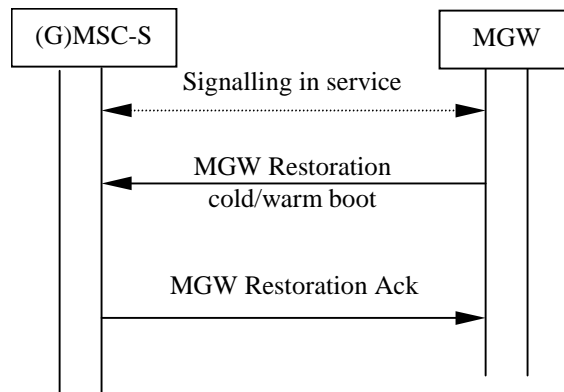 (G)MSC-S
MGW
Signalling in service
MGW Restoration
cold/warm boot
MGW Restoration Ack